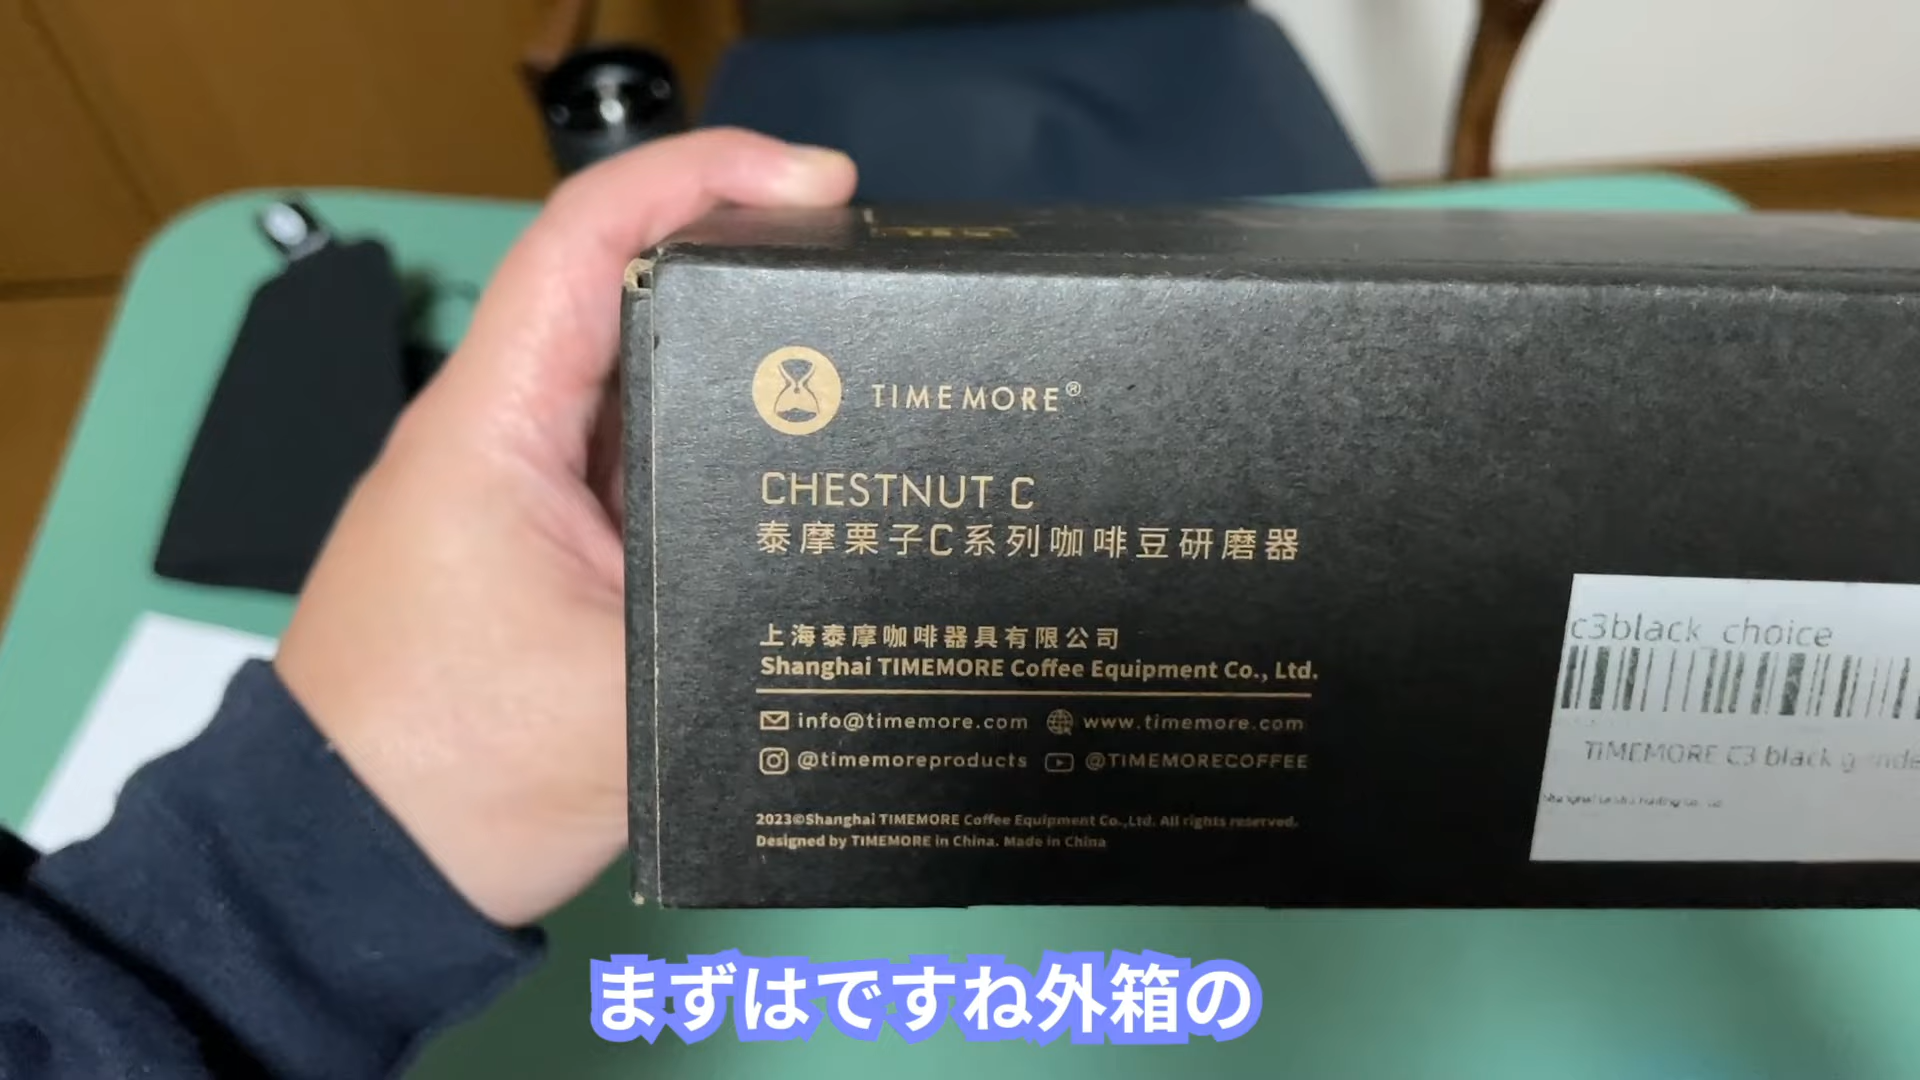 TIMEMORE®
CHESTNUT C
泰摩栗子C系列咖啡豆研磨器
上海泰摩咖啡器具有限公司
Shanghai TIMEMORE Coffee Equipment Co., Ltd.
info@timemore.com www.timemore.com
@timemoreproducts @TIMEMORECOFFEE
2023©Shanghai TIMEMORE Coffee Equipment Co.,Ltd. All rights reserved.
Designed by TIMEMORE in China. Made in China
c3black_choice
TIMEMORE C3 black
まずはですね外箱の